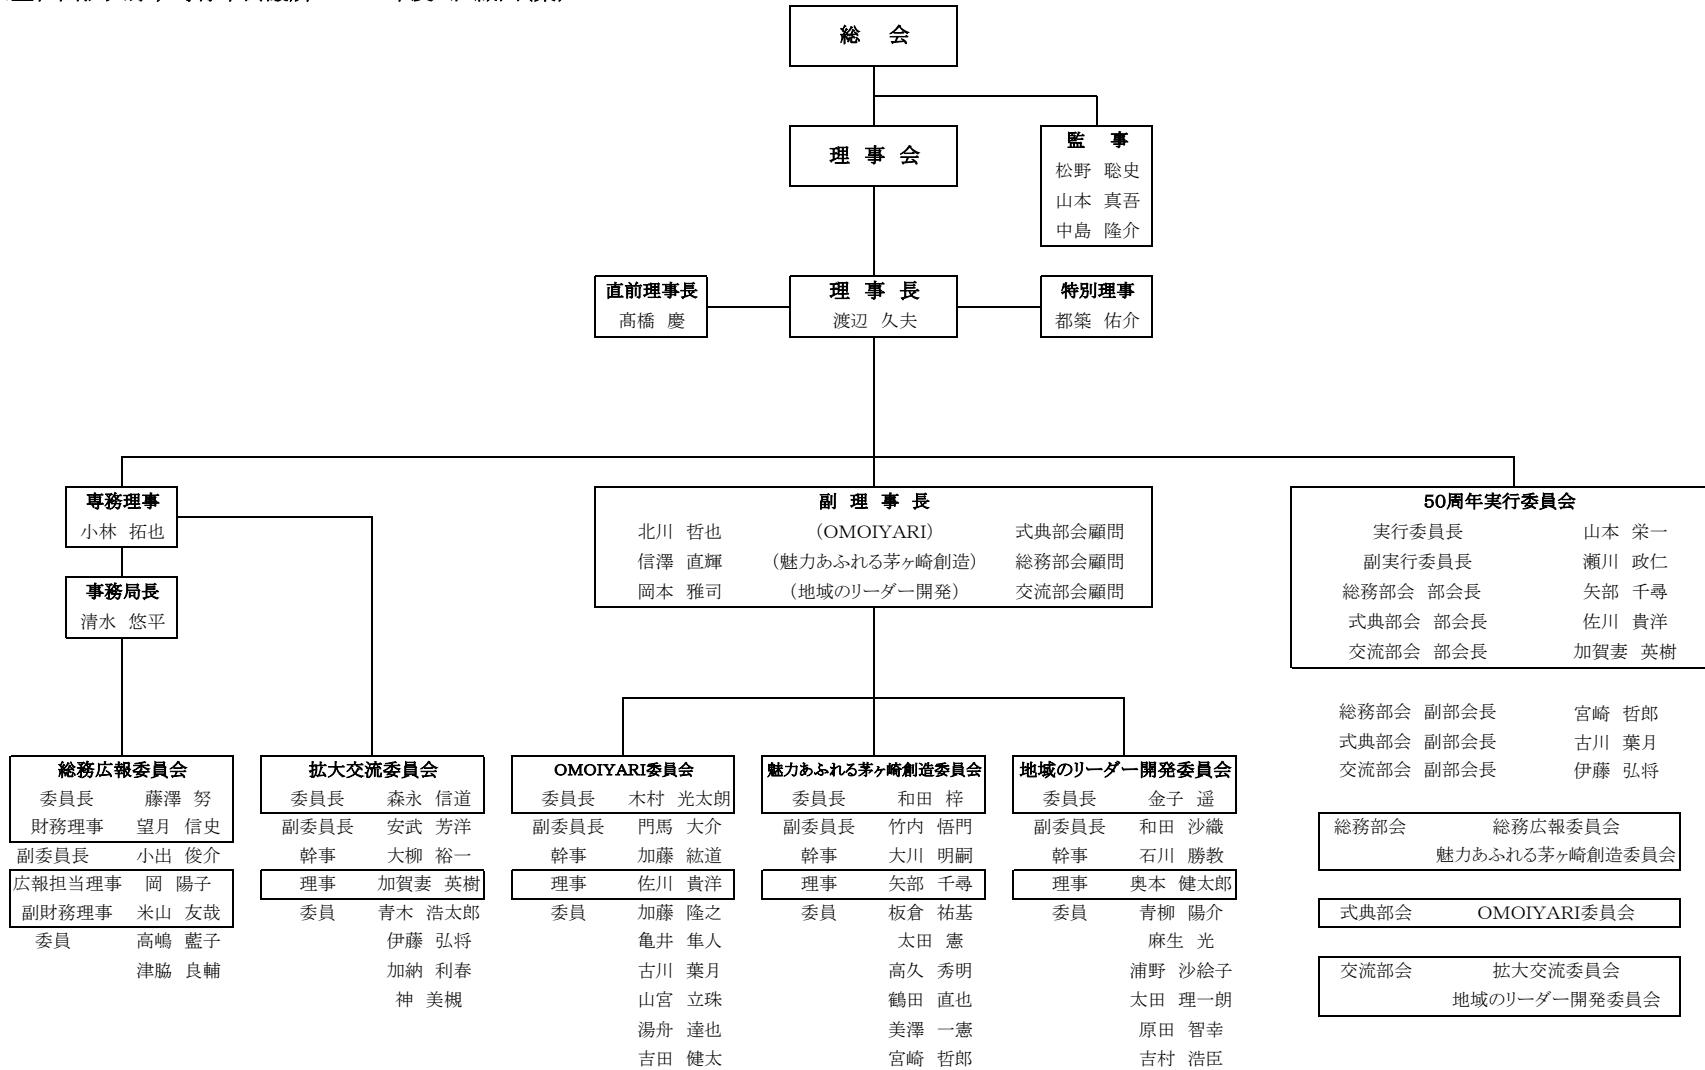 総 会
理 事 会
監 事
松野 聡史
山本 真吾
中島 隆介
直前理事長
髙橋 慶
理 事 長
渡辺 久夫
特別理事
都築 佑介
専務理事
小林 拓也
事務局長
清水 悠平
副 理 事 長
北川 哲也 (OMOIYARI) 式典部会顧問
信澤 直輝 (魅力あふれる茅ヶ崎創造) 総務部会顧問
岡本 雅司 (地域のリーダー開発) 交流部会顧問
50周年実行委員会
実行委員長 山本 栄一
副実行委員長 瀬川 政仁
総務部会 部会長 矢部 千尋
式典部会 部会長 佐川 貴洋
交流部会 部会長 加賀妻 英樹
総務部会 副部会長 宮崎 哲郎
式典部会 副部会長 古川 葉月
交流部会 副部会長 伊藤 弘将
総務広報委員会
委員長 藤澤 努
財務理事 望月 信史
副委員長 小出 俊介
広報担当理事 岡 陽子
副財務理事 米山 友哉
委員 高嶋 藍子
津脇 良輔
拡大交流委員会
委員長 森永 信道
副委員長 安武 芳洋
幹事 大柳 裕一
理事 加賀妻 英樹
委員 青木 浩太郎
伊藤 弘将
加納 利春
神 美槻
OMOIYARI委員会
委員長 木村 光太朗
副委員長 門馬 大介
幹事 加藤 紘道
理事 佐川 貴洋
委員 加藤 隆之
亀井 隼人
古川 葉月
山宮 立珠
湯舟 達也
吉田 健太
魅力あふれる茅ヶ崎創造委員会
委員長 和田 梓
副委員長 竹内 悟門
幹事 大川 明嗣
理事 矢部 千尋
委員 板倉 祐基
太田 憲
高久 秀明
鶴田 直也
美澤 一憲
宮崎 哲郎
地域のリーダー開発委員会
委員長 金子 遥
副委員長 和田 沙織
幹事 石川 勝教
理事 奥本 健太郎
委員 青柳 陽介
麻生 光
浦野 沙絵子
太田 理一朗
原田 智幸
吉村 浩臣
総務部会 総務広報委員会
魅力あふれる茅ヶ崎創造委員会
式典部会 OMOIYARI委員会
交流部会 拡大交流委員会
地域のリーダー開発委員会